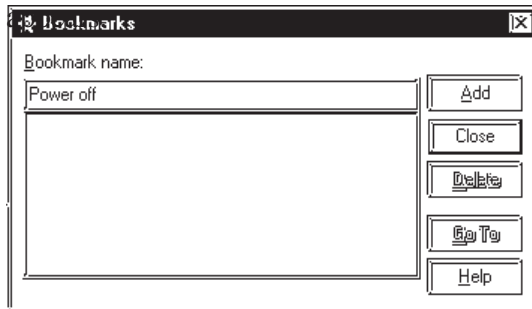 Bookmarks
Bookmark name:
Power off
Add
Close
Delete
Go To
Help